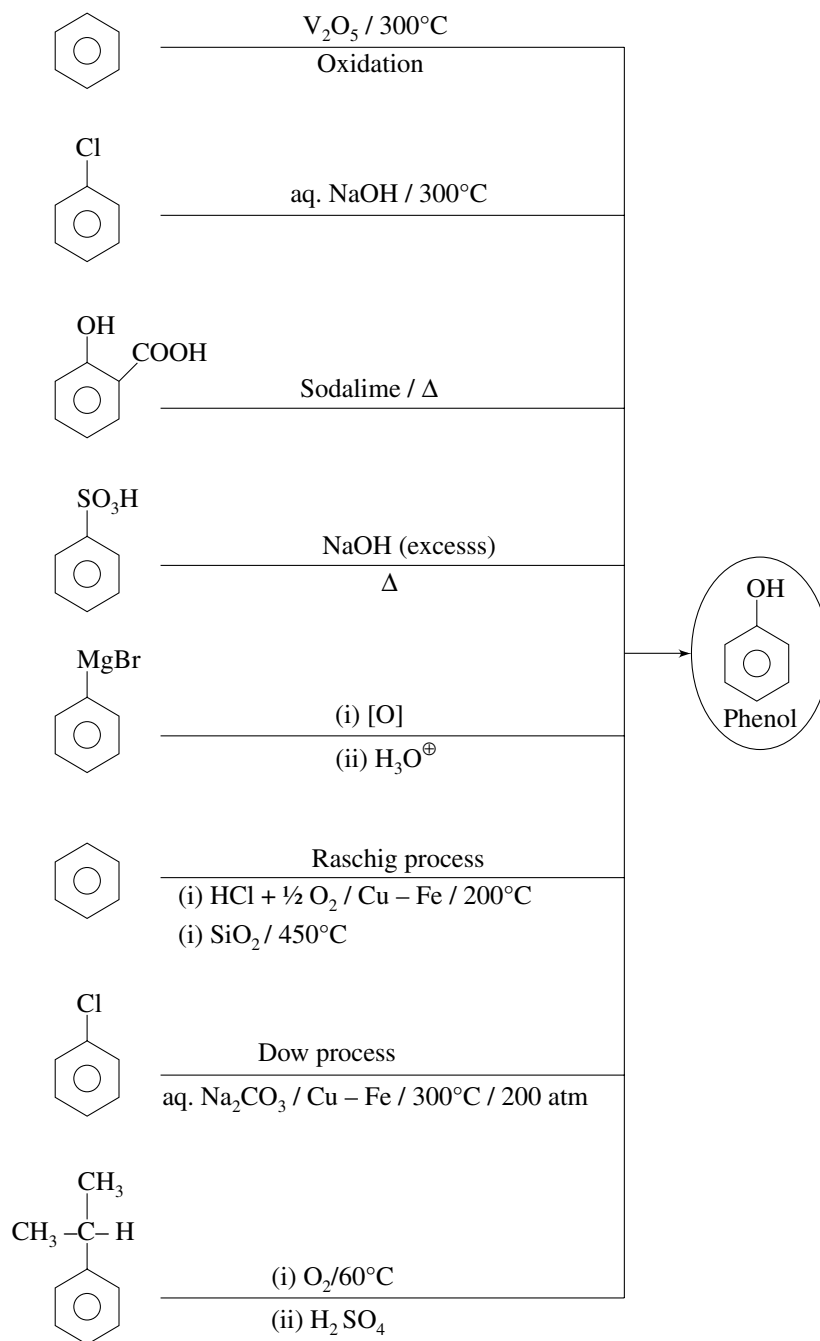 V₂O₅ / 300°C
Oxidation
Cl
aq. NaOH / 300°C
OH
COOH
Sodalime / Δ
SO₃H
NaOH (excesss)
Δ
OH
Phenol
MgBr
(i) [O]
(ii) H₃O⊕
Raschig process
(i) HCl + ½ O₂ / Cu – Fe / 200°C
(i) SiO₂ / 450°C
Cl
Dow process
aq. Na₂CO₃ / Cu – Fe / 300°C / 200 atm
CH₃
CH₃ –C– H
(i) O₂/60°C
(ii) H₂SO₄